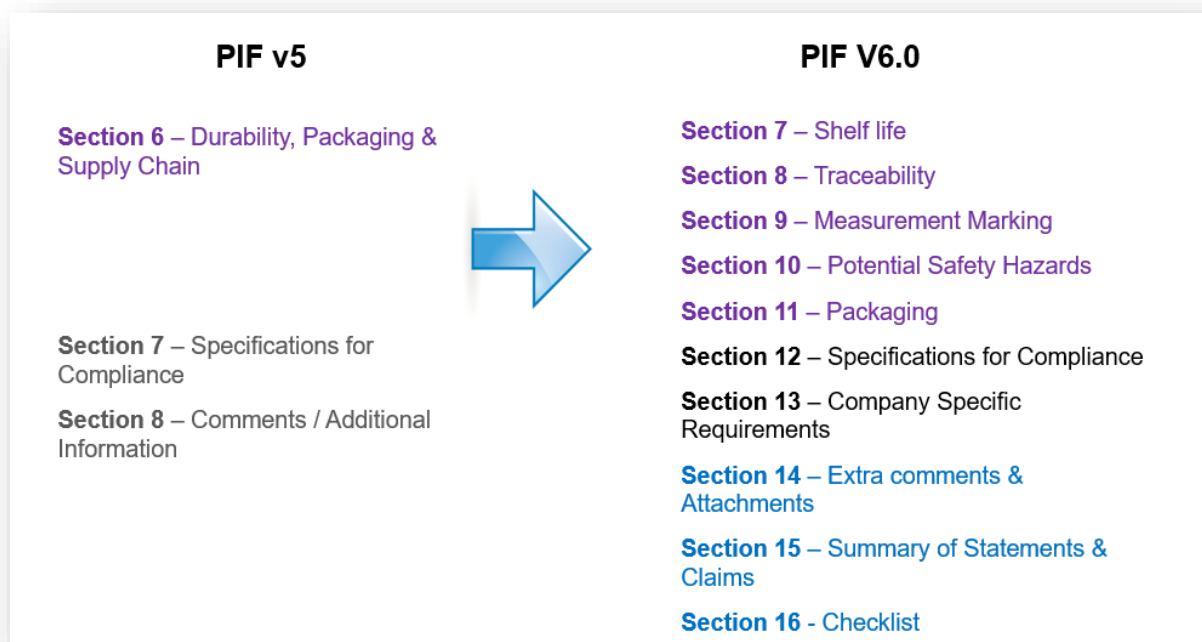 PIF v5
Section 6 – Durability, Packaging &
Supply Chain
Section 7 – Specifications for
Compliance
Section 8 – Comments / Additional
Information
PIF V6.0
Section 7 – Shelf life
Section 8 – Traceability
Section 9 – Measurement Marking
Section 10 – Potential Safety Hazards
Section 11 – Packaging
Section 12 – Specifications for Compliance
Section 13 – Company Specific
Requirements
Section 14 – Extra comments &
Attachments
Section 15 – Summary of Statements &
Claims
Section 16 - Checklist